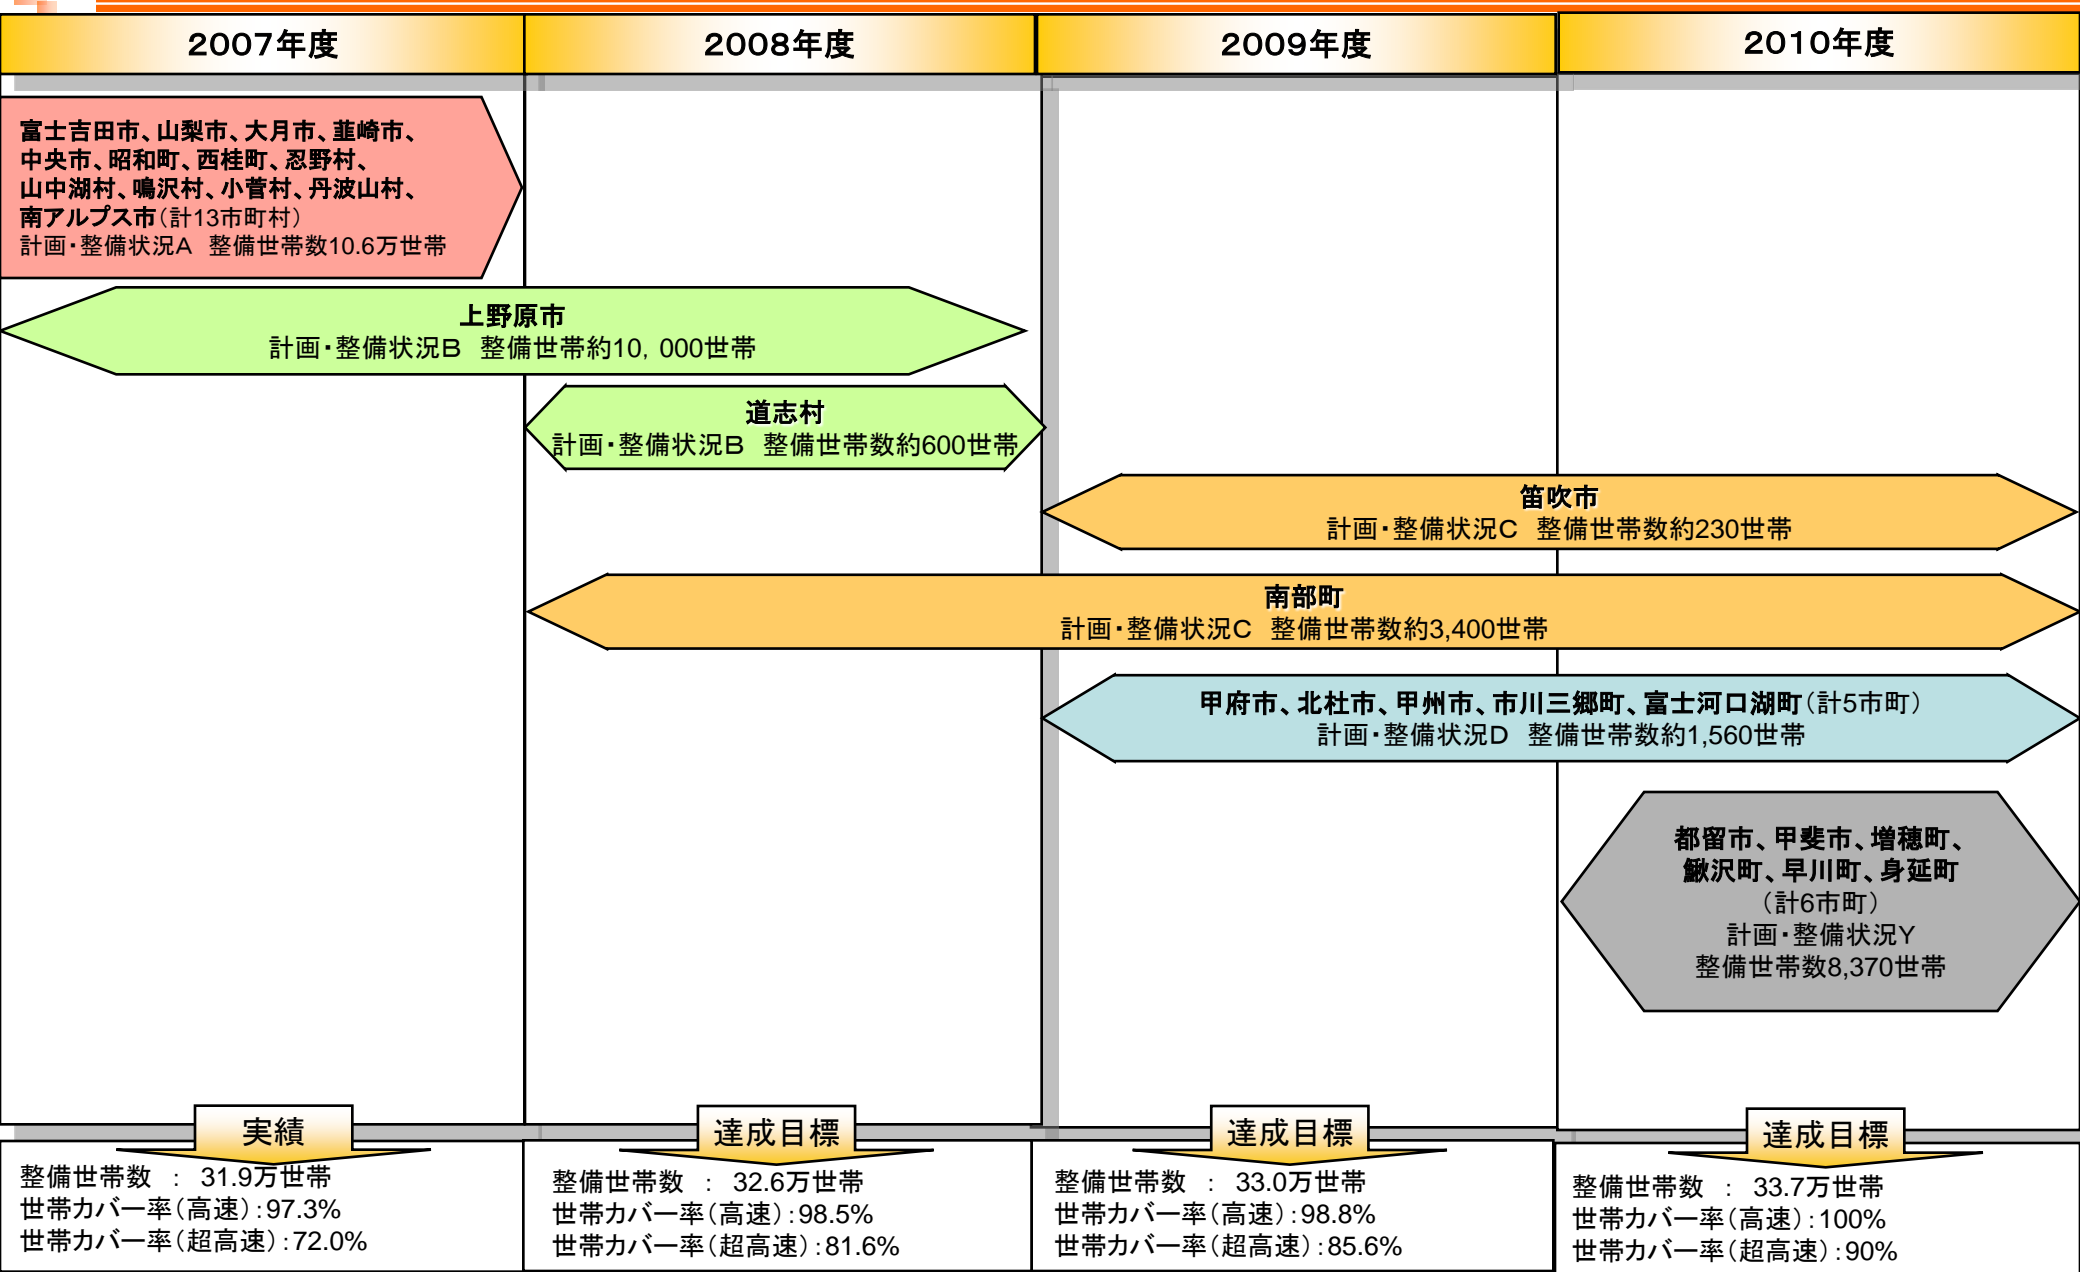 2007年度
2008年度
2009年度
2010年度
富士吉田市、山梨市、大月市、韮崎市、
中央市、昭和町、西桂町、忍野村、
山中湖村、鳴沢村、小菅村、丹波山村、
南アルプス市（計13市町村）
計画・整備状況A　整備世帯数10.6万世帯
上野原市
計画・整備状況B　整備世帯約10，000世帯
道志村
計画・整備状況B　整備世帯数約600世帯
笛吹市
計画・整備状況C　整備世帯数約230世帯
南部町
計画・整備状況C　整備世帯数約3,400世帯
甲府市、北杜市、甲州市、市川三郷町、富士河口湖町（計5市町）
計画・整備状況D　整備世帯数約1,560世帯
都留市、甲斐市、増穂町、
鰍沢町、早川町、身延町
（計6市町）
計画・整備状況Y
整備世帯数8,370世帯
実績
整備世帯数　：　31.9万世帯
世帯カバー率（高速）：97.3%
世帯カバー率（超高速）：72.0%
達成目標
整備世帯数　：　32.6万世帯
世帯カバー率（高速）：98.5%
世帯カバー率（超高速）：81.6%
達成目標
整備世帯数　：　33.0万世帯
世帯カバー率（高速）：98.8%
世帯カバー率（超高速）：85.6%
達成目標
整備世帯数　：　33.7万世帯
世帯カバー率（高速）：100%
世帯カバー率（超高速）：90%